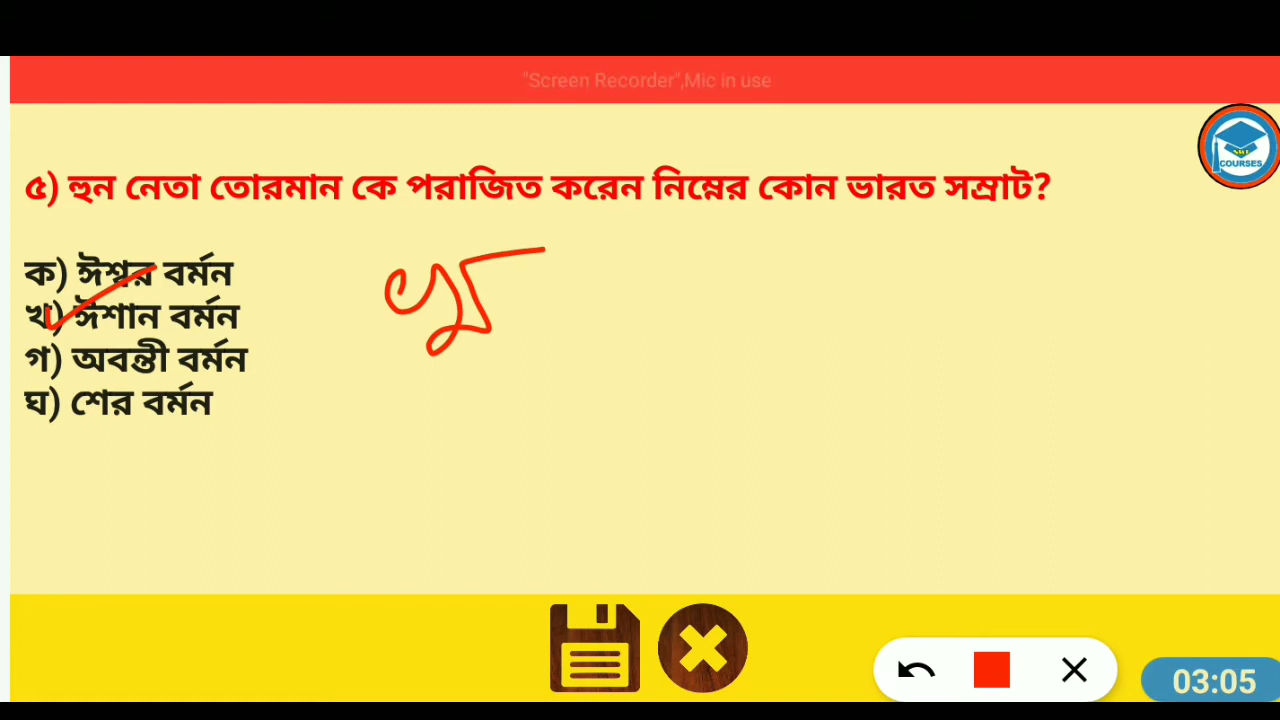 "Screen Recorder",Mic in use
COURSES
৫) হুন নেতা তোরমান কে পরাজিত করেন নিম্নের কোন ভারত সম্রাট?
ক) ঈশ্বর বর্মন
খ) ঈশান বর্মন
গ) অবন্তী বর্মন
ঘ) শের বর্মন
03:05